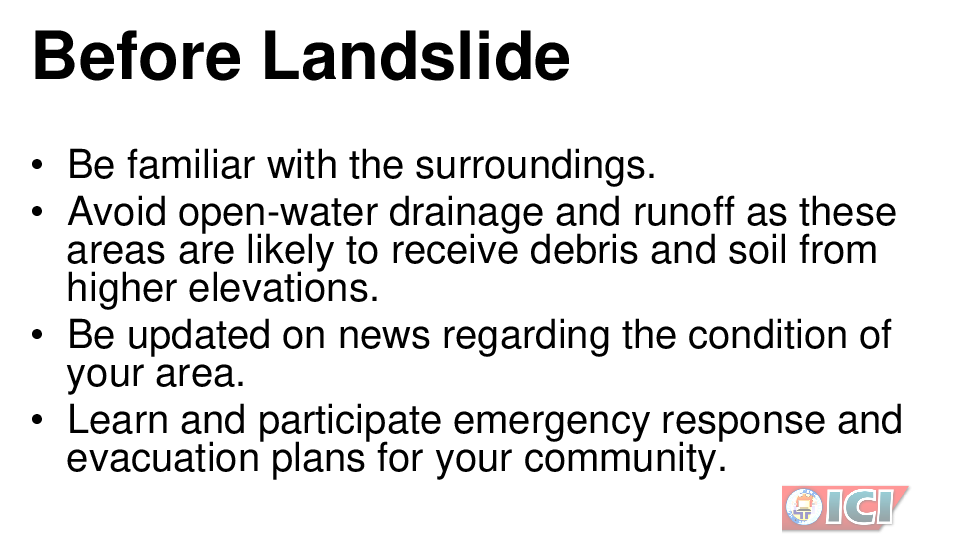 Before Landslide
• Be familiar with the surroundings.
• Avoid open-water drainage and runoff as these
areas are likely to receive debris and soil from
higher elevations.
• Be updated on news regarding the condition of
your area.
• Learn and participate emergency response and
evacuation plans for your community.
ICI